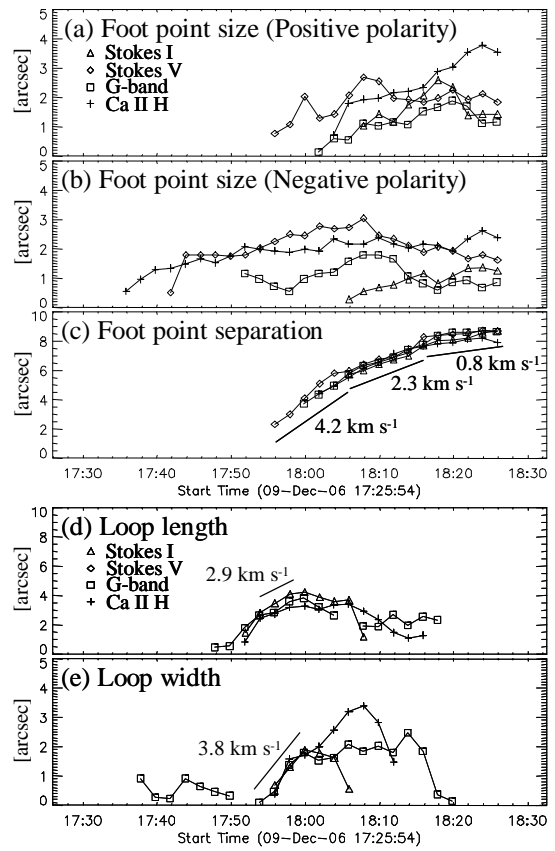 (a) Foot point size (Positive polarity)
Stokes I
Stokes V
G-band
Ca II H
[arcsec]
5
4
3
2
1
0
(b) Foot point size (Negative polarity)
[arcsec]
5
4
3
2
1
0
(c) Foot point separation
[arcsec]
10
8
6
4
2
0
4.2 km s-1
2.3 km s-1
0.8 km s-1
17:30 17:40 17:50 18:00 18:10 18:20 18:30
Start Time (09-Dec-06 17:25:54)
(d) Loop length
Stokes I
Stokes V
G-band
Ca II H
[arcsec]
10
8
6
4
2
0
2.9 km s-1
(e) Loop width
[arcsec]
5
4
3
2
1
0
3.8 km s-1
17:30 17:40 17:50 18:00 18:10 18:20 18:30
Start Time (09-Dec-06 17:25:54)